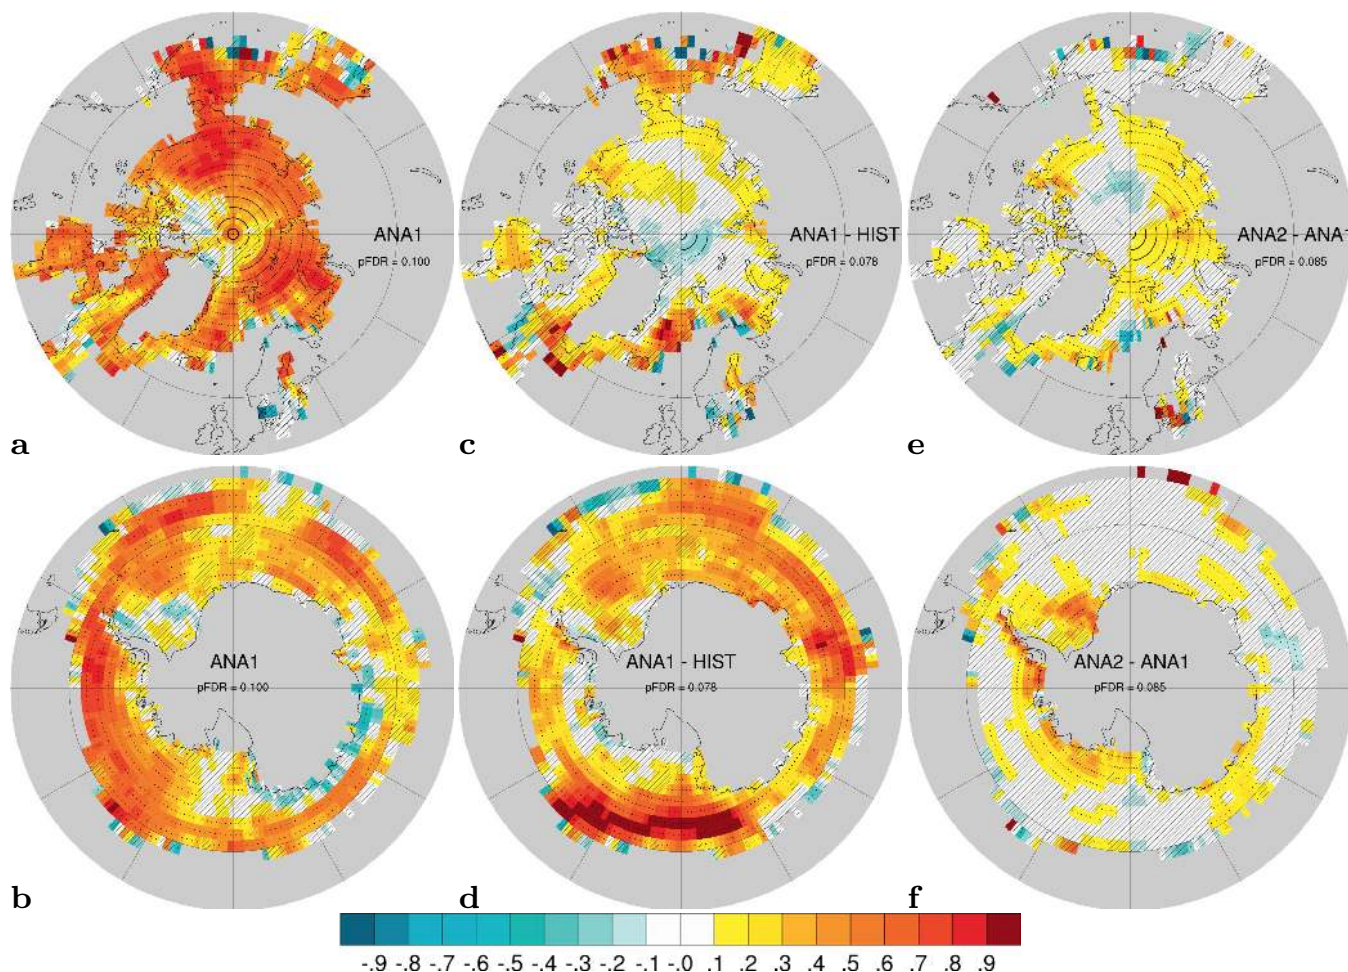 ANA1
pFDR = 0.100
a
ANA1 - HIST
pFDR = 0.078
c
ANA2 - ANA1
pFDR = 0.085
e
ANA1
pFDR = 0.100
b
ANA1 - HIST
pFDR = 0.078
d
ANA2 - ANA1
pFDR = 0.085
f
-.9 -.8 -.7 -.6 -.5 -.4 -.3 -.2 -.1 -.0 .1 .2 .3 .4 .5 .6 .7 .8 .9